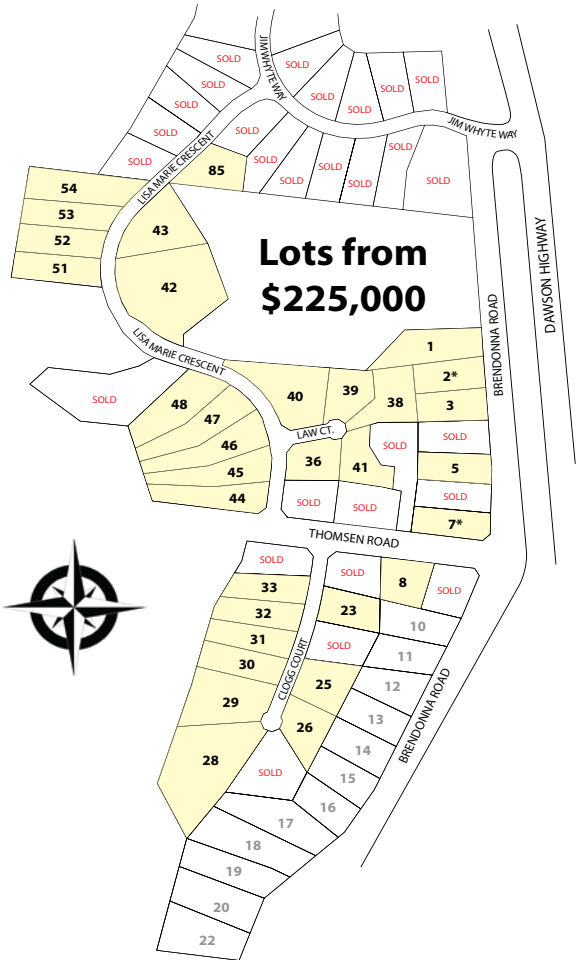 JIM WHYTE WAY
SOLD
SOLD
SOLD
SOLD
SOLD
SOLD
SOLD
SOLD
SOLD
JIM WHYTE WAY
SOLD
SOLD
SOLD
SOLD
SOLD
SOLD
SOLD
SOLD
LISA MARIE CRESCENT
85
54
53
52
51
43
42
Lots from
$225,000
DAWSON HIGHWAY
BRENDONNA ROAD
LISA MARIE CRESCENT
1
2*
3
SOLD
48
47
46
45
44
40
39
38
LAW CT.
36
41
SOLD
SOLD
5
SOLD
7*
SOLD
SOLD
THOMSEN ROAD
SOLD
33
32
31
30
29
28
CLOGG COURT
SOLD
8
SOLD
23
SOLD
25
26
SOLD
10
11
12
13
14
15
16
17
18
19
20
22
BRENDONNA ROAD